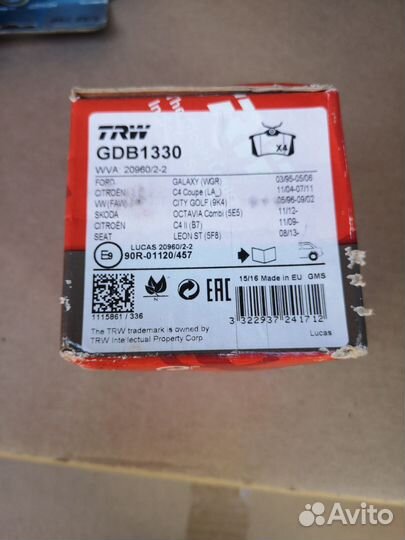 TRW
GDB1330
WVA: 20960/2-2
X4
FORD GALAXY (WGR) 03/95-05/06
CITROËN C4 Coupe (LA_) 11/04-07/11
VW (FAW) CITY GOLF (9K4) 05/96-09/02
SKODA OCTAVIA Combi (5E5) 11/12-
CITROËN C4 II (B7) 11/09-
SEAT LEON ST (5F8) 08/13-
E9
LUCAS 20960/2-2
90R-01120/457
15/16 Made in EU GMS
EAC
1115861 / 336
3 322937 241712
The TRW trademark is owned by
TRW Intellectual Property Corp.
Lucas
Avito